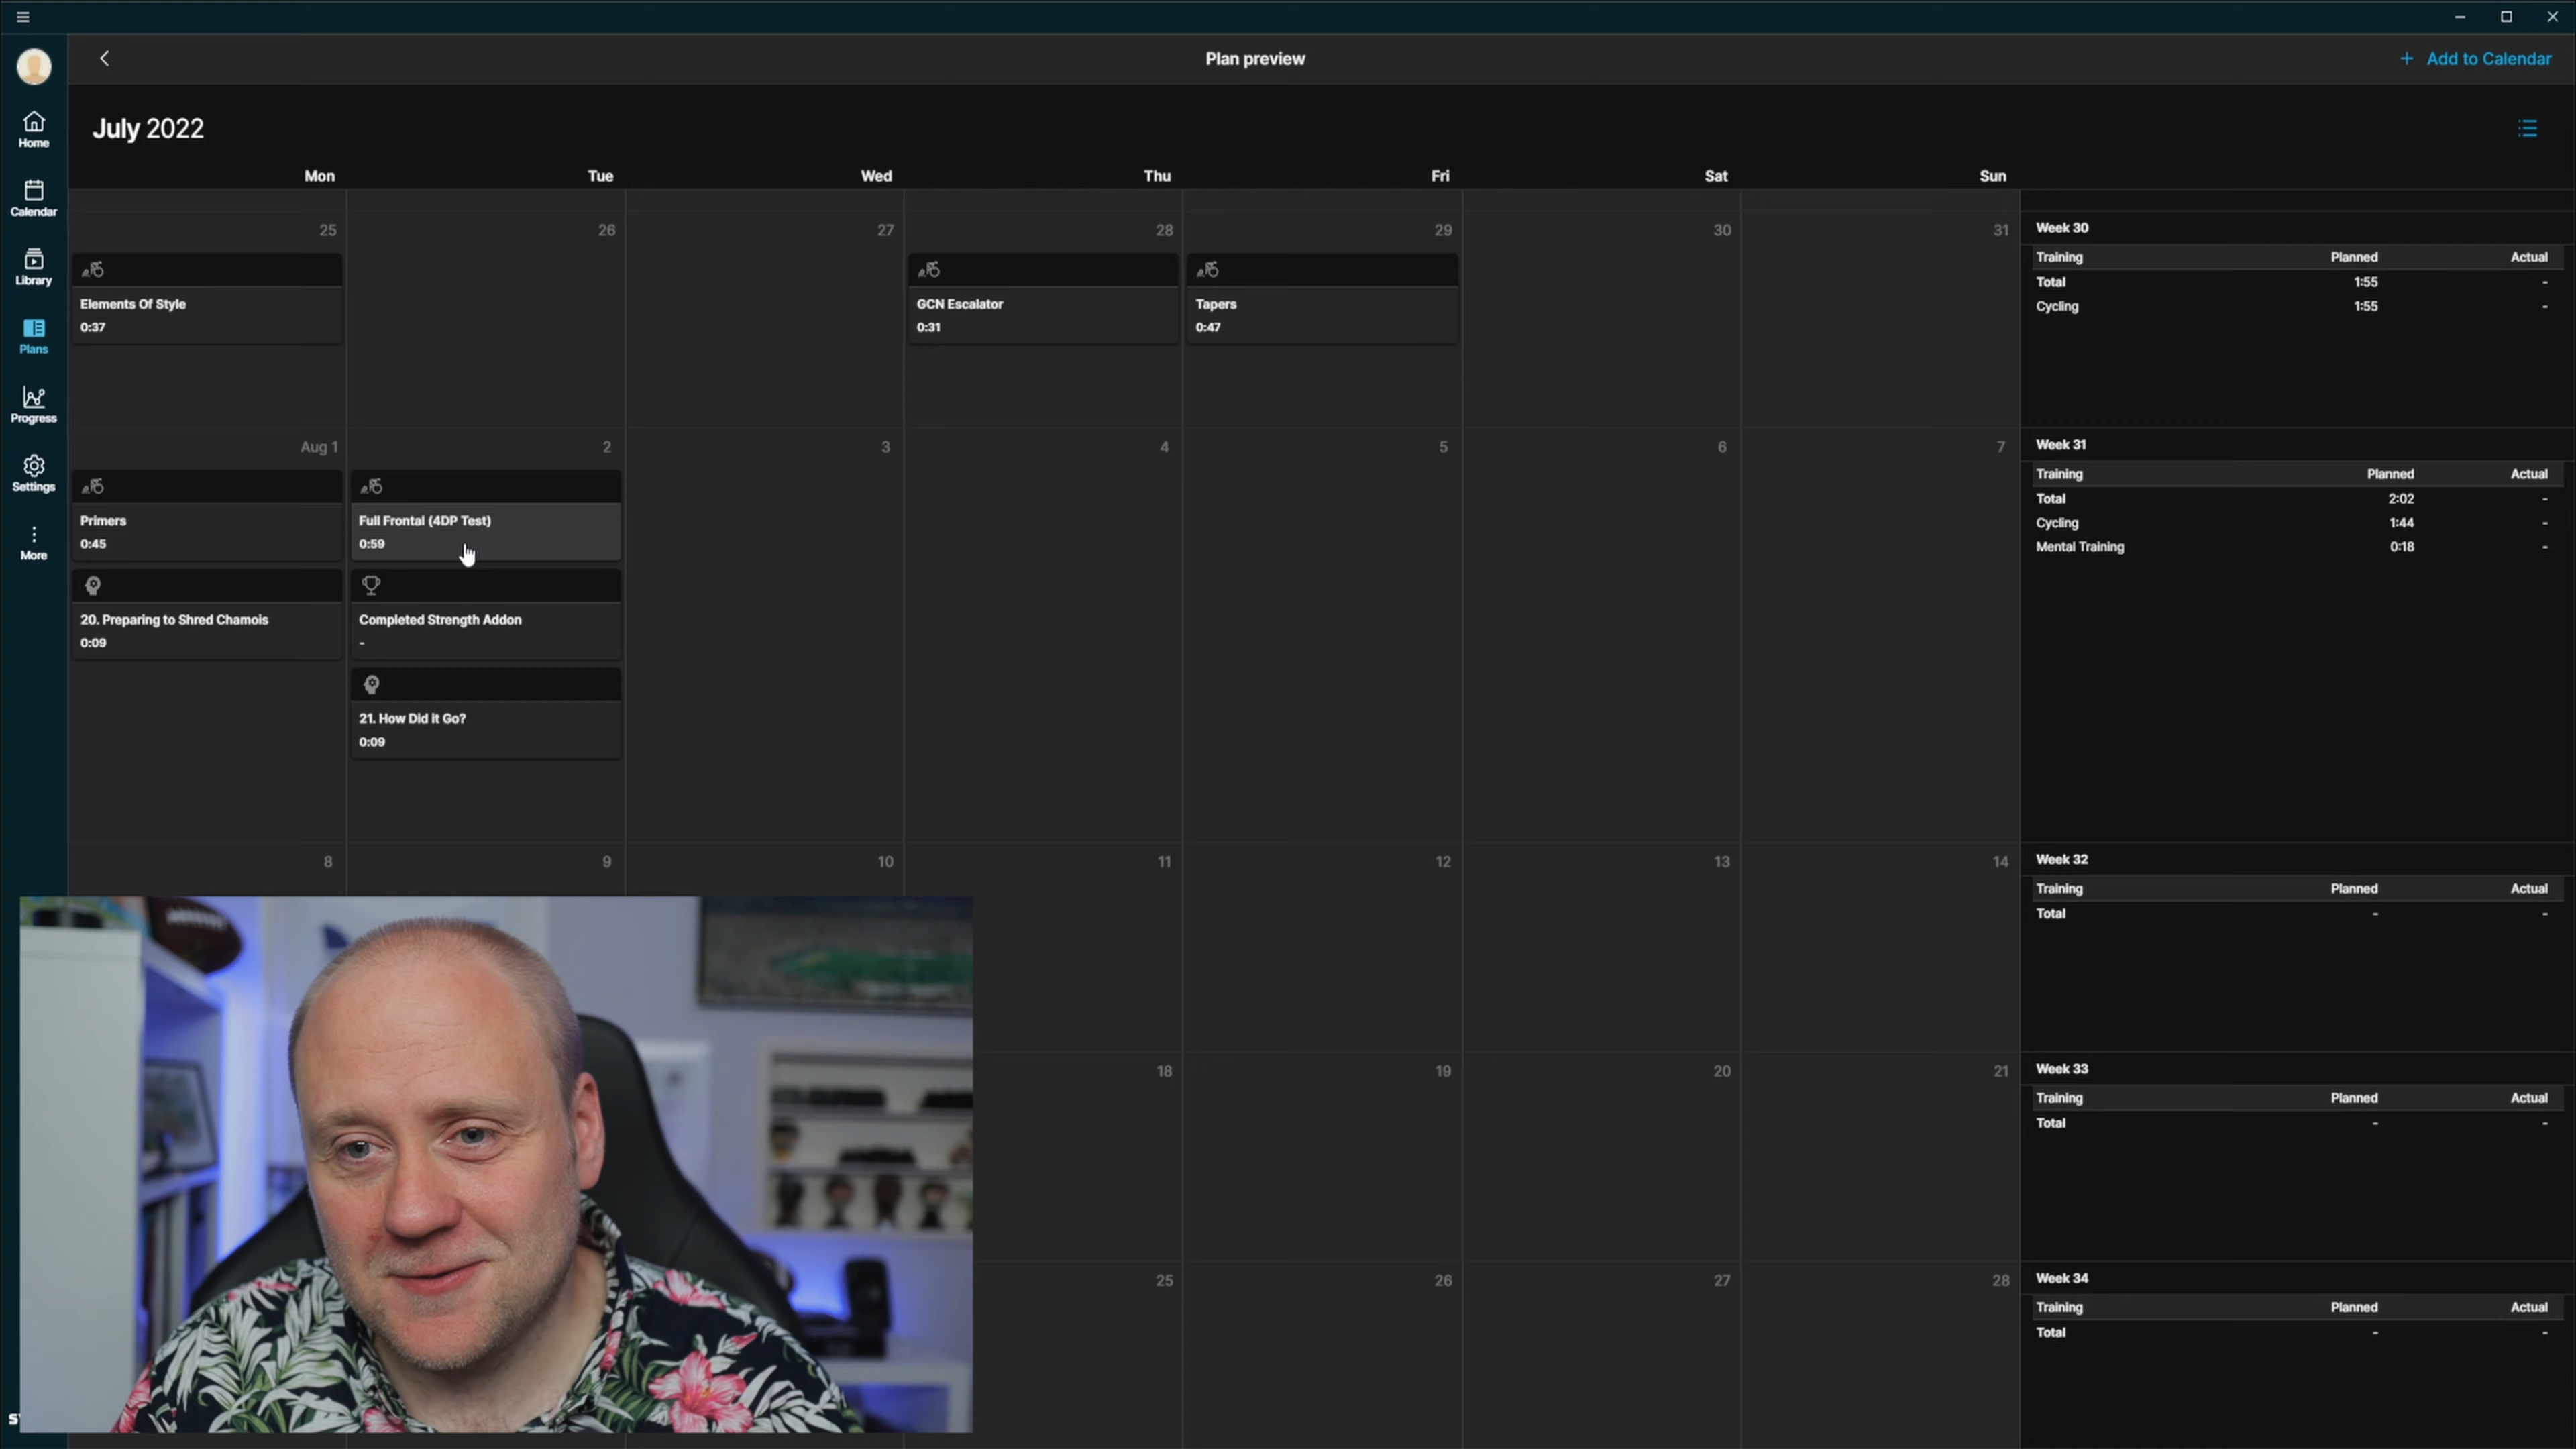 Plan preview
+ Add to Calendar
July 2022
Mon Tue Wed Thu Fri Sat Sun
Home
Calendar
Library
Plans
Progress
Settings
More
25 26 27 28 29 30 31
Elements Of Style
0:37
GCN Escalator
0:31
Tapers
0:47
Week 30
Training Planned Actual
Total 1:55 -
Cycling 1:55 -
Aug 1 2 3 4 5 6 7
Primers
0:45
20. Preparing to Shred Chamois
0:09
Full Frontal (4DP Test)
0:59
Completed Strength Addon
-
21. How Did it Go?
0:09
Week 31
Training Planned Actual
Total 2:02 -
Cycling 1:44 -
Mental Training 0:18 -
8 9 10 11 12 13 14
Week 32
Training Planned Actual
Total - -
18 19 20 21
Week 33
Training Planned Actual
Total - -
25 26 27 28
Week 34
Training Planned Actual
Total - -